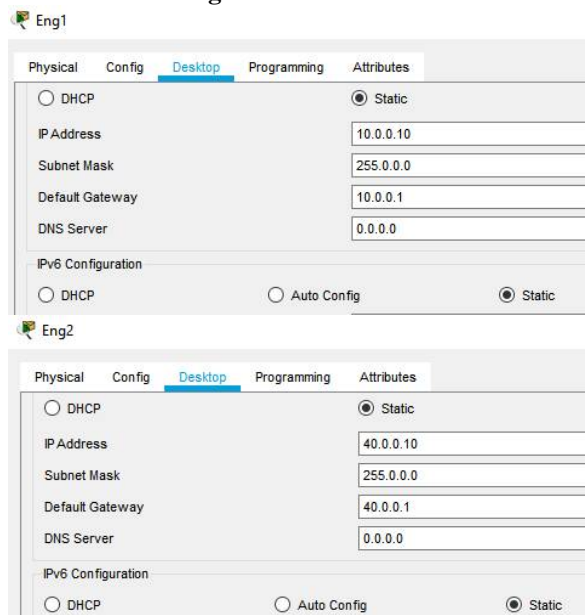 Eng1
Physical Config Desktop Programming Attributes
DHCP Static
IP Address 10.0.0.10
Subnet Mask 255.0.0.0
Default Gateway 10.0.0.1
DNS Server 0.0.0.0
IPv6 Configuration
DHCP Auto Config Static
Eng2
Physical Config Desktop Programming Attributes
DHCP Static
IP Address 40.0.0.10
Subnet Mask 255.0.0.0
Default Gateway 40.0.0.1
DNS Server 0.0.0.0
IPv6 Configuration
DHCP Auto Config Static